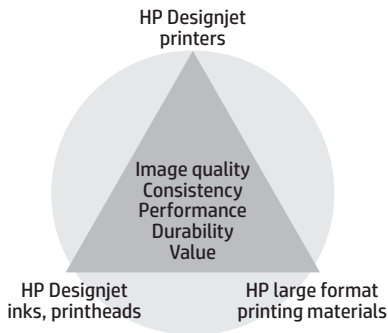 HP Designjet
printers
Image quality
Consistency
Performance
Durability
Value
HP Designjet
inks, printheads
HP large format
printing materials